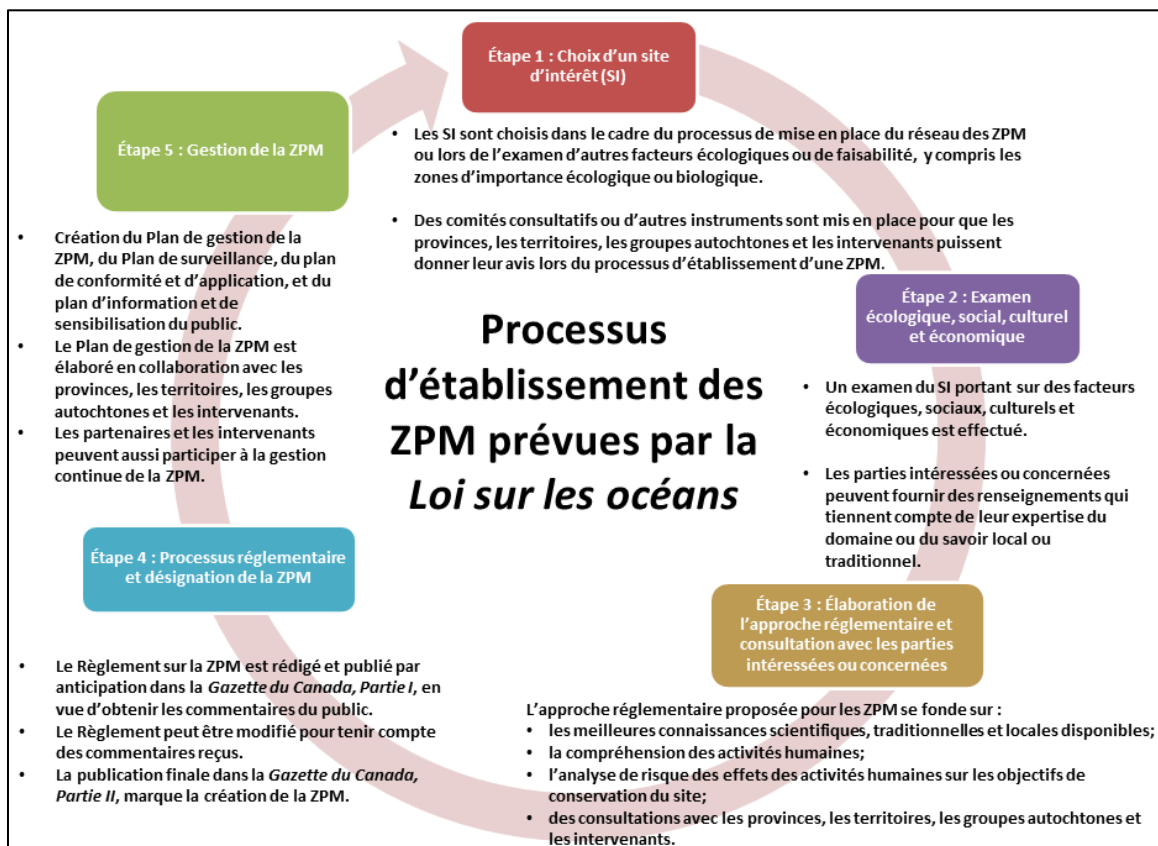 Étape 1 : Choix d'un site
d'intérêt (SI)
• Les SI sont choisis dans le cadre du processus de mise en place du réseau des ZPM
ou lors de l'examen d'autres facteurs écologiques ou de faisabilité, y compris les
zones d'importance écologique ou biologique.
• Des comités consultatifs ou d'autres instruments sont mis en place pour que les
provinces, les territoires, les groupes autochtones et les intervenants puissent
donner leur avis lors du processus d'établissement d'une ZPM.
Étape 2 : Examen
écologique, social, culturel
et économique
• Un examen du SI portant sur des facteurs
écologiques, sociaux, culturels et
économiques est effectué.
• Les parties intéressées ou concernées
peuvent fournir des renseignements qui
tiennent compte de leur expertise du
domaine ou du savoir local ou
traditionnel.
Étape 3 : Élaboration de
l'approche réglementaire et
consultation avec les parties
intéressées ou concernées
L'approche réglementaire proposée pour les ZPM se fonde sur :
• les meilleures connaissances scientifiques, traditionnelles et locales disponibles;
• la compréhension des activités humaines;
• l'analyse de risque des effets des activités humaines sur les objectifs de
conservation du site;
• des consultations avec les provinces, les territoires, les groupes autochtones et
les intervenants.
Étape 4 : Processus réglementaire
et désignation de la ZPM
• Le Règlement sur la ZPM est rédigé et publié par
anticipation dans la Gazette du Canada, Partie I, en
vue d'obtenir les commentaires du public.
• Le Règlement peut être modifié pour tenir compte
des commentaires reçus.
• La publication finale dans la Gazette du Canada,
Partie II, marque la création de la ZPM.
Étape 5 : Gestion de la ZPM
• Création du Plan de gestion de la
ZPM, du Plan de surveillance, du plan
de conformité et d'application, et du
plan d'information et de
sensibilisation du public.
• Le Plan de gestion de la ZPM est
élaboré en collaboration avec les
provinces, les territoires, les groupes
autochtones et les intervenants.
• Les partenaires et les intervenants
peuvent aussi participer à la gestion
continue de la ZPM.
Processus
d'établissement des
ZPM prévues par la
Loi sur les océans